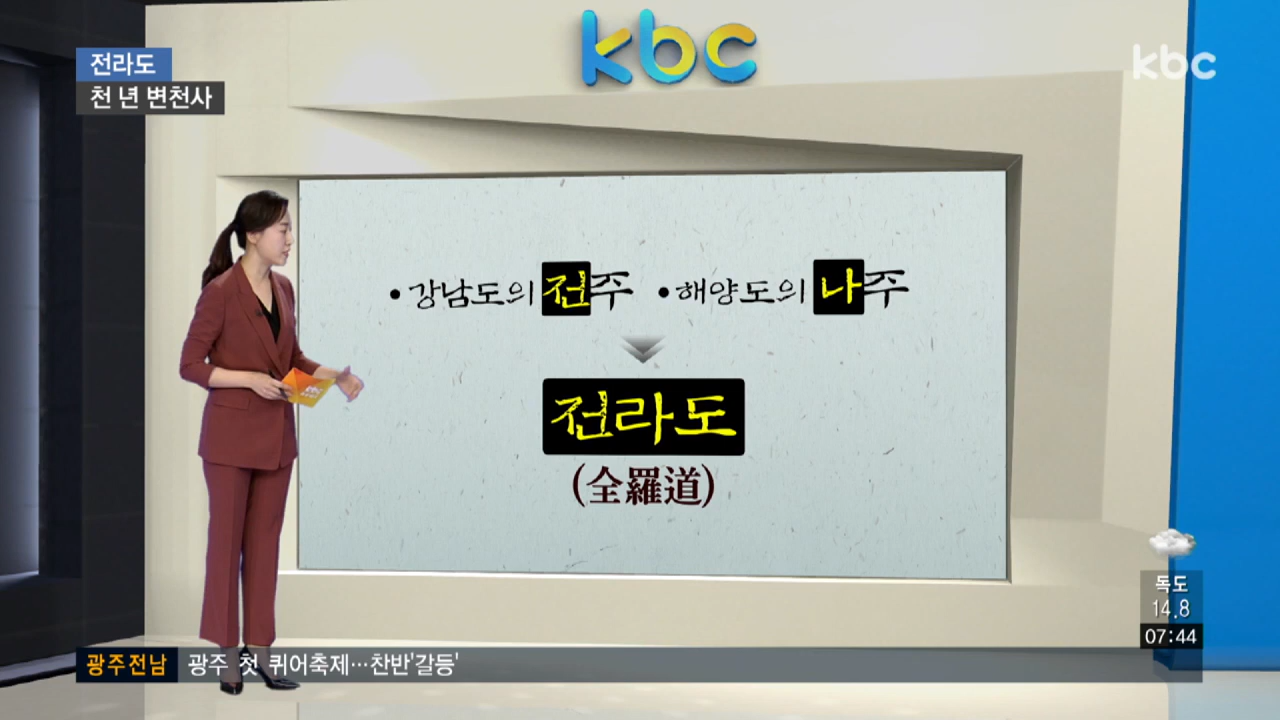 kbc
kbc
전라도
천 년 변천사
•강남도의 전주 •해양도의 나주
전라도
(全羅道)
독도
14.8
07:44
광주전남 광주 첫 퀴어축제…찬반'갈등'